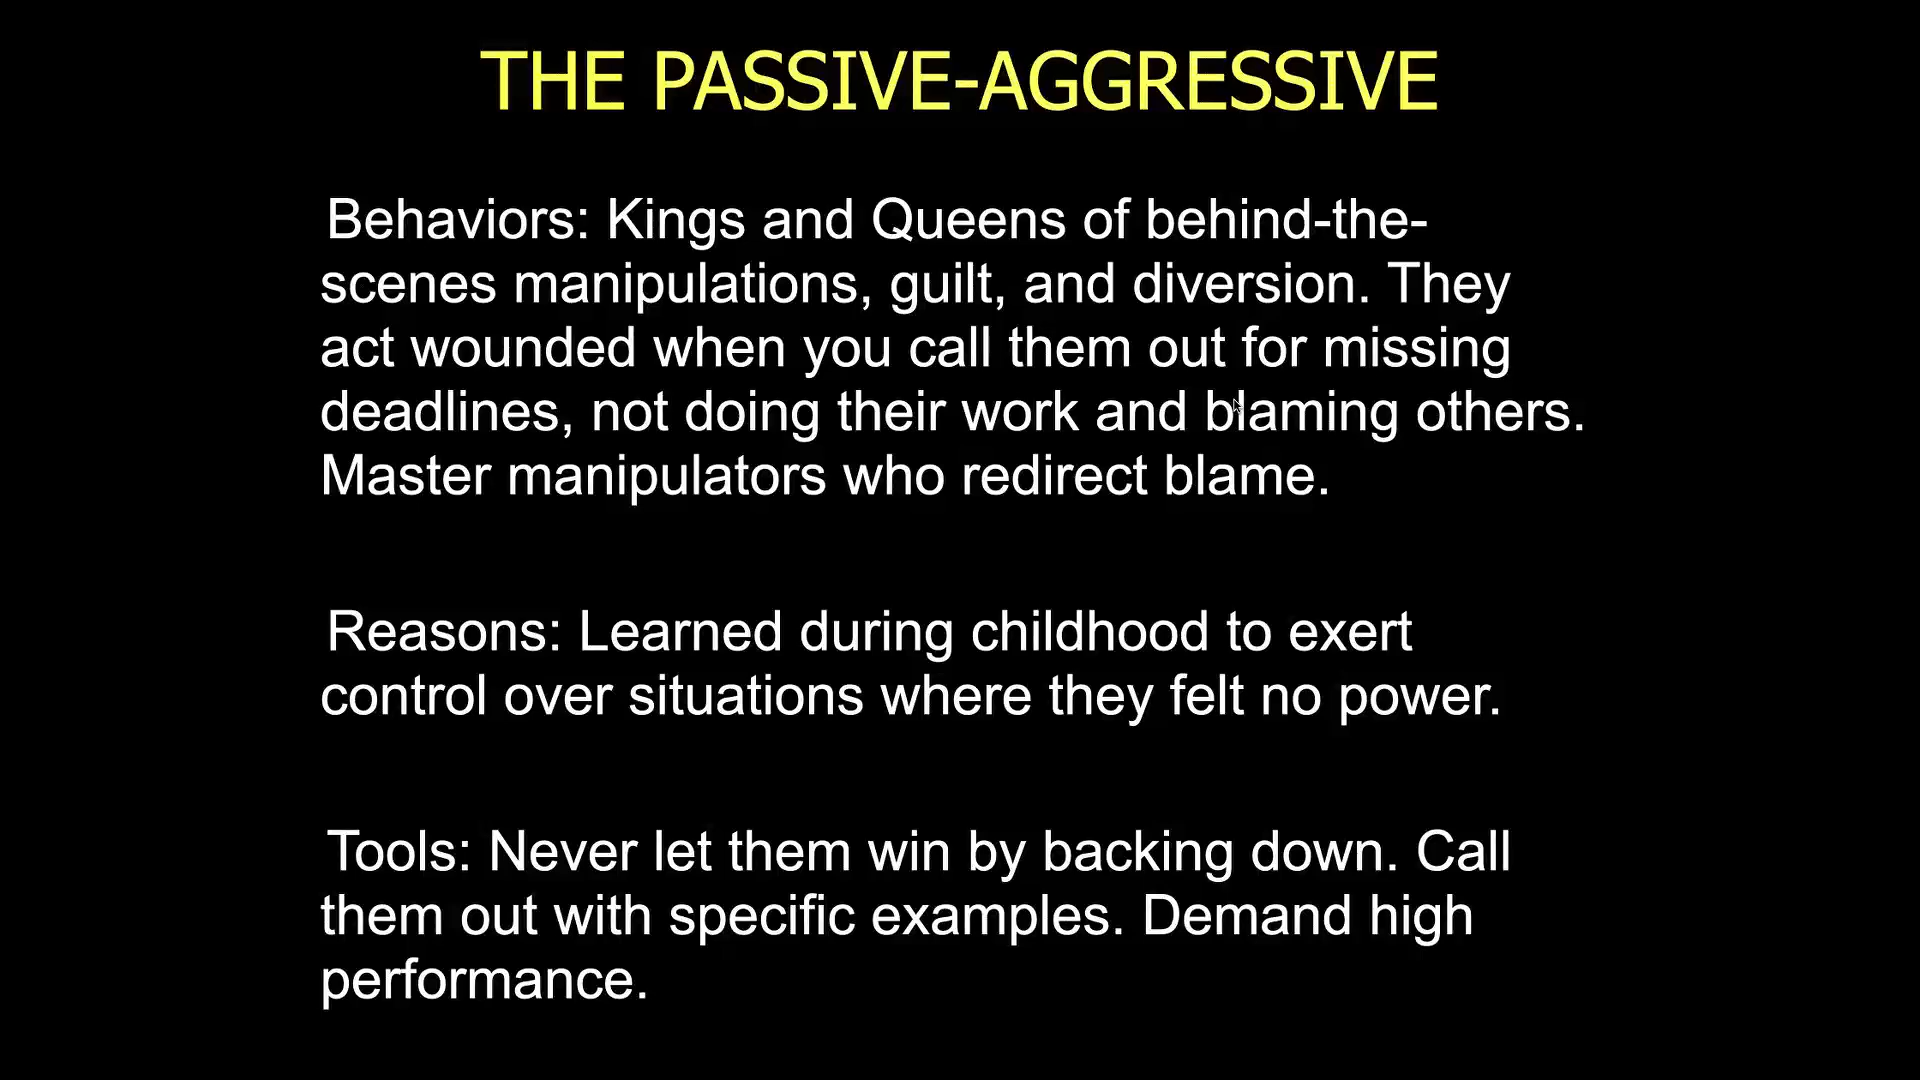 THE PASSIVE-AGGRESSIVE
Behaviors: Kings and Queens of behind-the-
scenes manipulations, guilt, and diversion. They
act wounded when you call them out for missing
deadlines, not doing their work and blaming others.
Master manipulators who redirect blame.
Reasons: Learned during childhood to exert
control over situations where they felt no power.
Tools: Never let them win by backing down. Call
them out with specific examples. Demand high
performance.